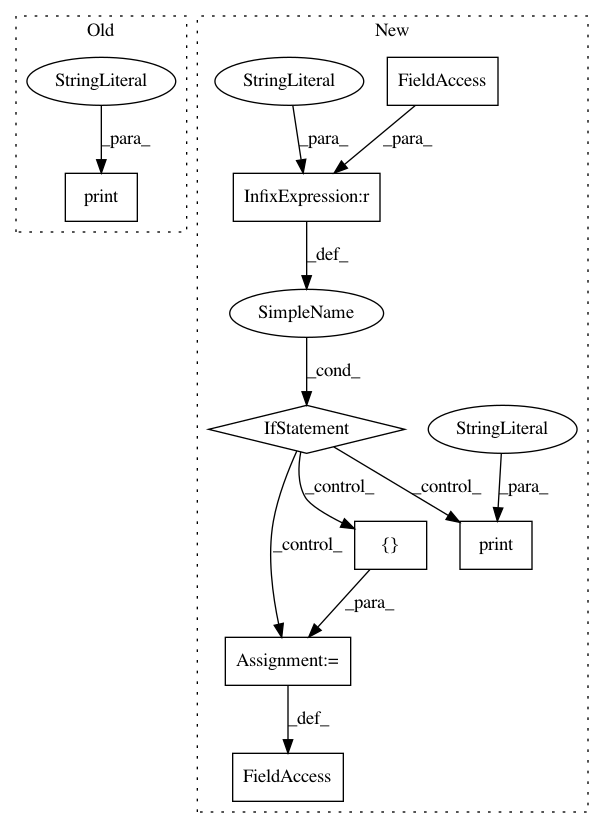 Old
New
StringLiteral
StringLiteral
FieldAccess
_para_
_para_
_para_
print
InfixExpression:r
_def_
SimpleName
_cond_
IfStatement
StringLiteral
_control_
_control_
_para_
_control_
{}
print
_para_
Assignment:=
_def_
FieldAccess